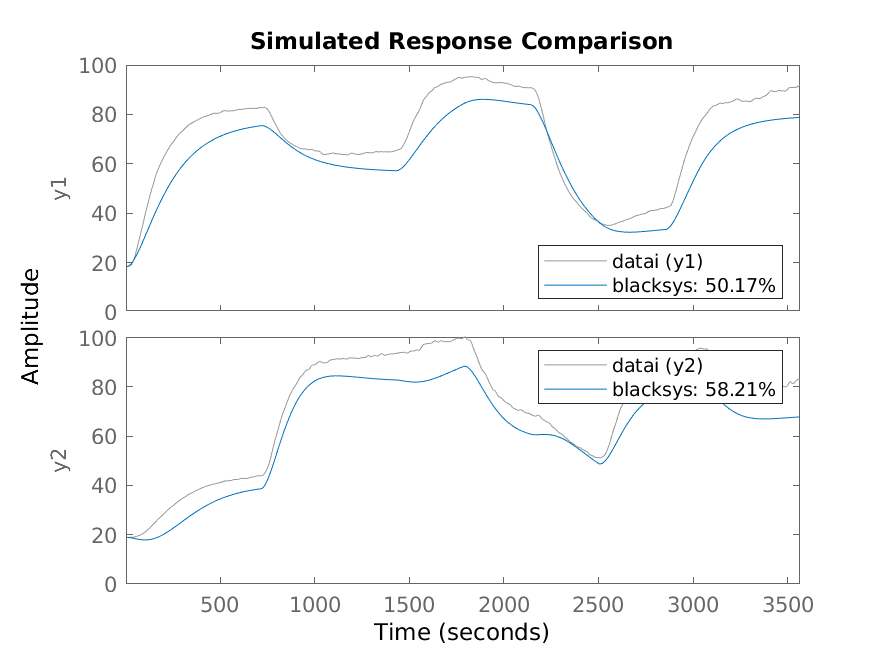 Simulated Response Comparison
100
80
60
40
20
0
y1
datai (y1)
blacksys: 50.17%
Amplitude
100
80
60
40
20
0
y2
datai (y2)
blacksys: 58.21%
500 1000 1500 2000 2500 3000 3500
Time (seconds)